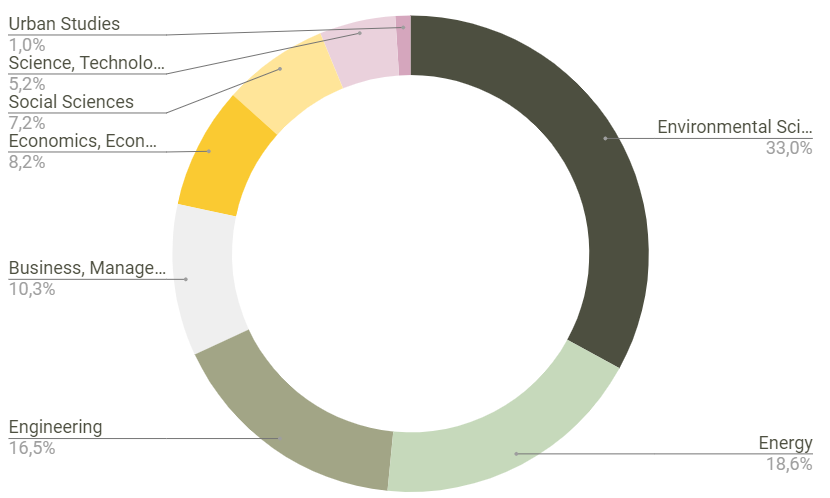 Urban Studies
1,0%
Science, Technolo…
5,2%
Social Sciences
7,2%
Economics, Econ…
8,2%
Business, Manage…
10,3%
Engineering
16,5%
Environmental Sci…
33,0%
Energy
18,6%